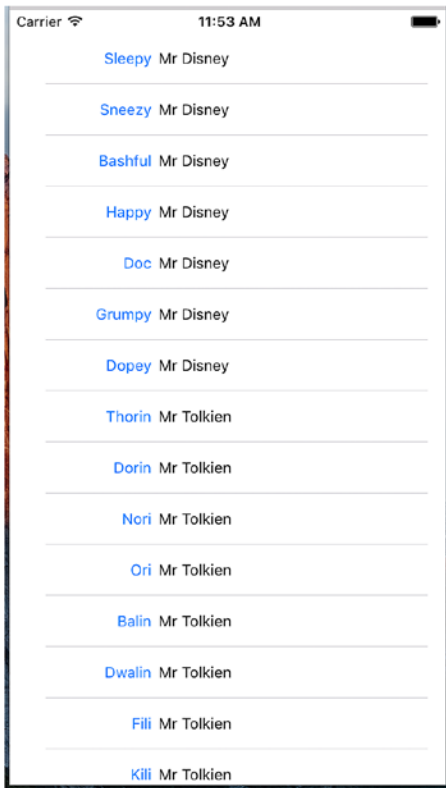 Carrier 11:53 AM
Sleepy Mr Disney
Sneezy Mr Disney
Bashful Mr Disney
Happy Mr Disney
Doc Mr Disney
Grumpy Mr Disney
Dopey Mr Disney
Thorin Mr Tolkien
Dorin Mr Tolkien
Nori Mr Tolkien
Ori Mr Tolkien
Balin Mr Tolkien
Dwalin Mr Tolkien
Fili Mr Tolkien
Kili Mr Tolkien